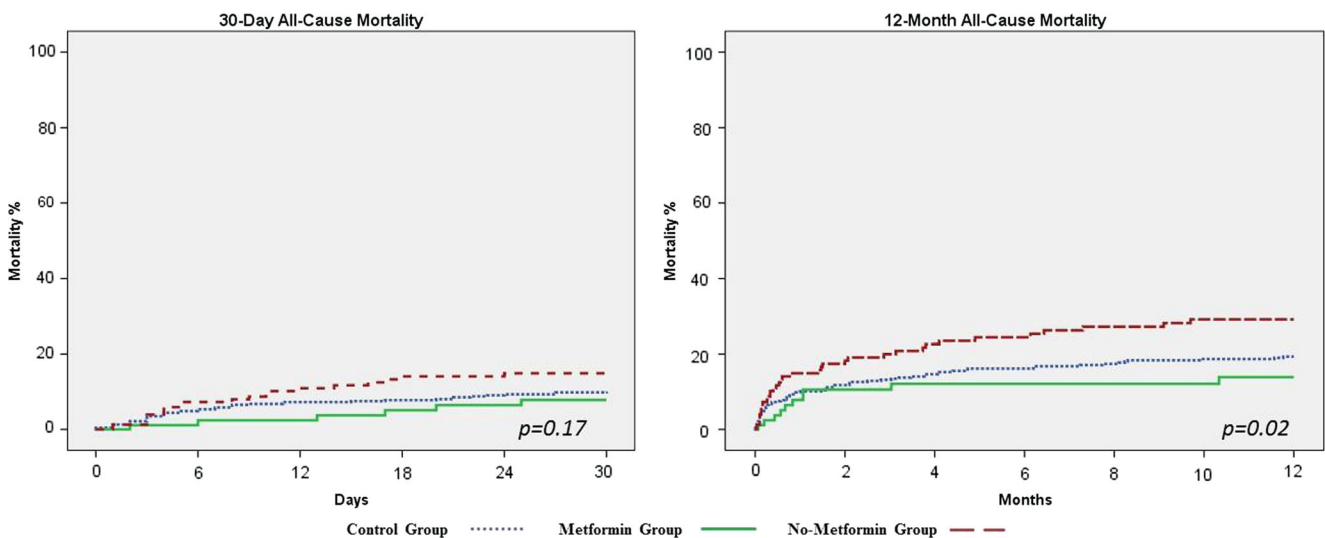 30-Day All-Cause Mortality
100
80
60
40
20
0
Mortality %
p=0.17
0 6 12 18 24 30
Days
12-Month All-Cause Mortality
100
80
60
40
20
0
Mortality %
p=0.02
0 2 4 6 8 10 12
Months
Control Group Metformin Group No-Metformin Group